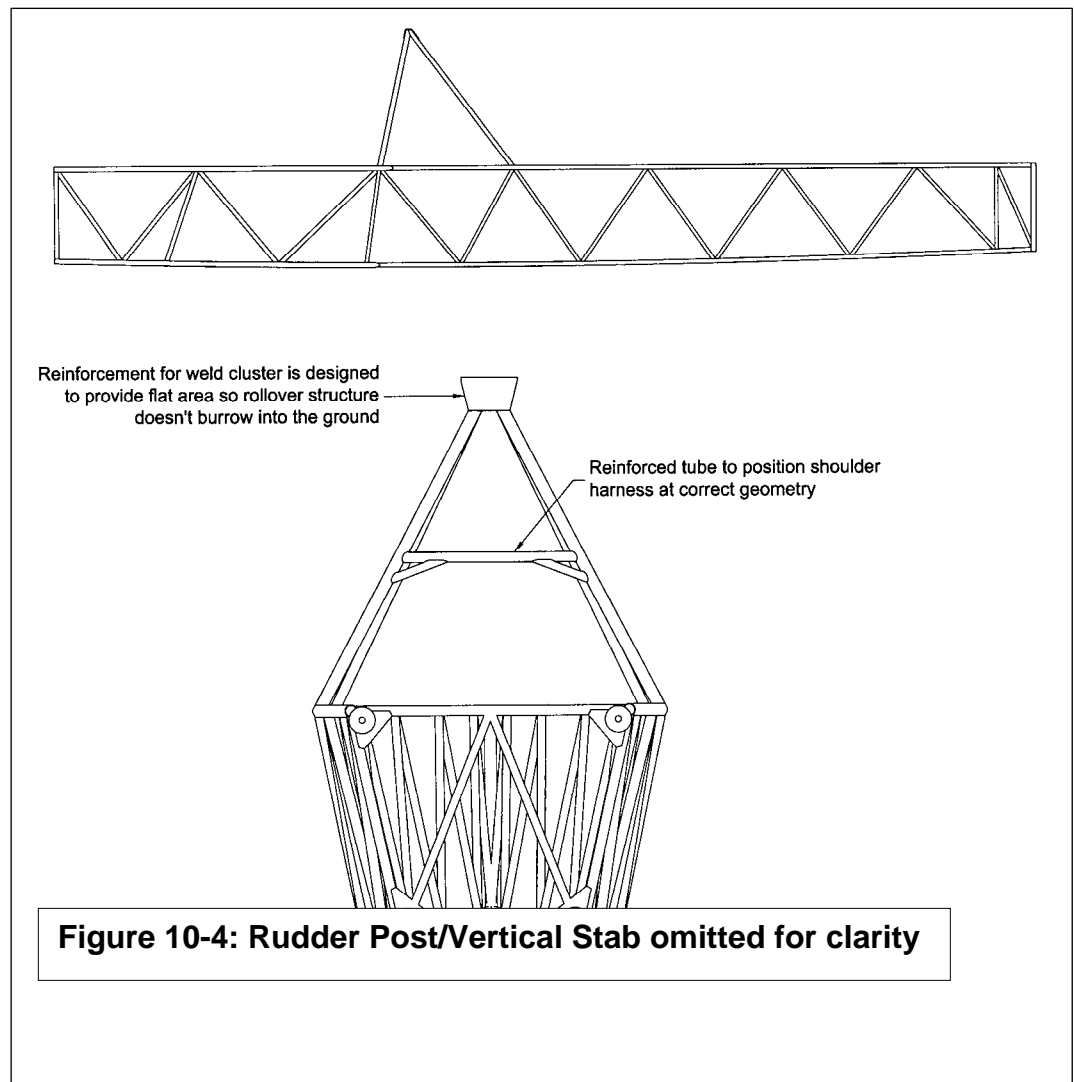 Reinforcement for weld cluster is designed
to provide flat area so rollover structure
doesn't burrow into the ground
Reinforced tube to position shoulder
harness at correct geometry
Figure 10-4: Rudder Post/Vertical Stab omitted for clarity